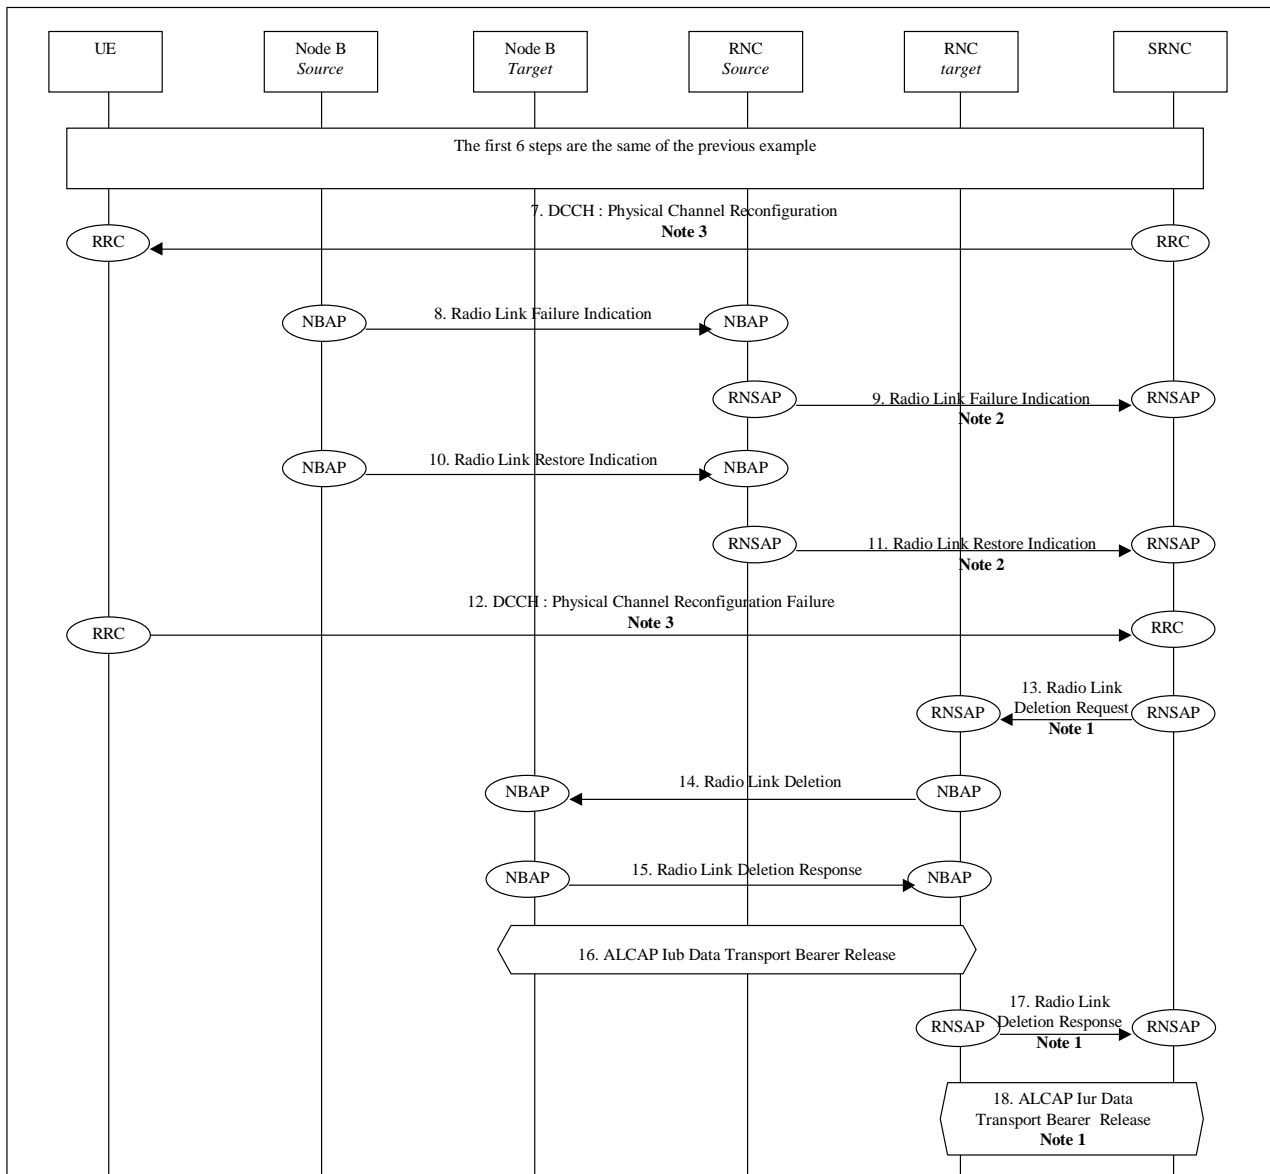 UE
Node B
Source
Node B
Target
RNC
Source
RNC
target
SRNC
The first 6 steps are the same of the previous example
7. DCCH : Physical Channel Reconfiguration
Note 3
RRC
RRC
NBAP
8. Radio Link Failure Indication
NBAP
RNSAP
9. Radio Link Failure Indication
Note 2
RNSAP
NBAP
10. Radio Link Restore Indication
NBAP
RNSAP
11. Radio Link Restore Indication
Note 2
RNSAP
12. DCCH : Physical Channel Reconfiguration Failure
Note 3
RRC
RRC
RNSAP
13. Radio Link
Deletion Request
Note 1
RNSAP
NBAP
14. Radio Link Deletion
NBAP
NBAP
15. Radio Link Deletion Response
NBAP
16. ALCAP Iub Data Transport Bearer Release
RNSAP
17. Radio Link
Deletion Response
Note 1
RNSAP
18. ALCAP Iur Data
Transport Bearer Release
Note 1